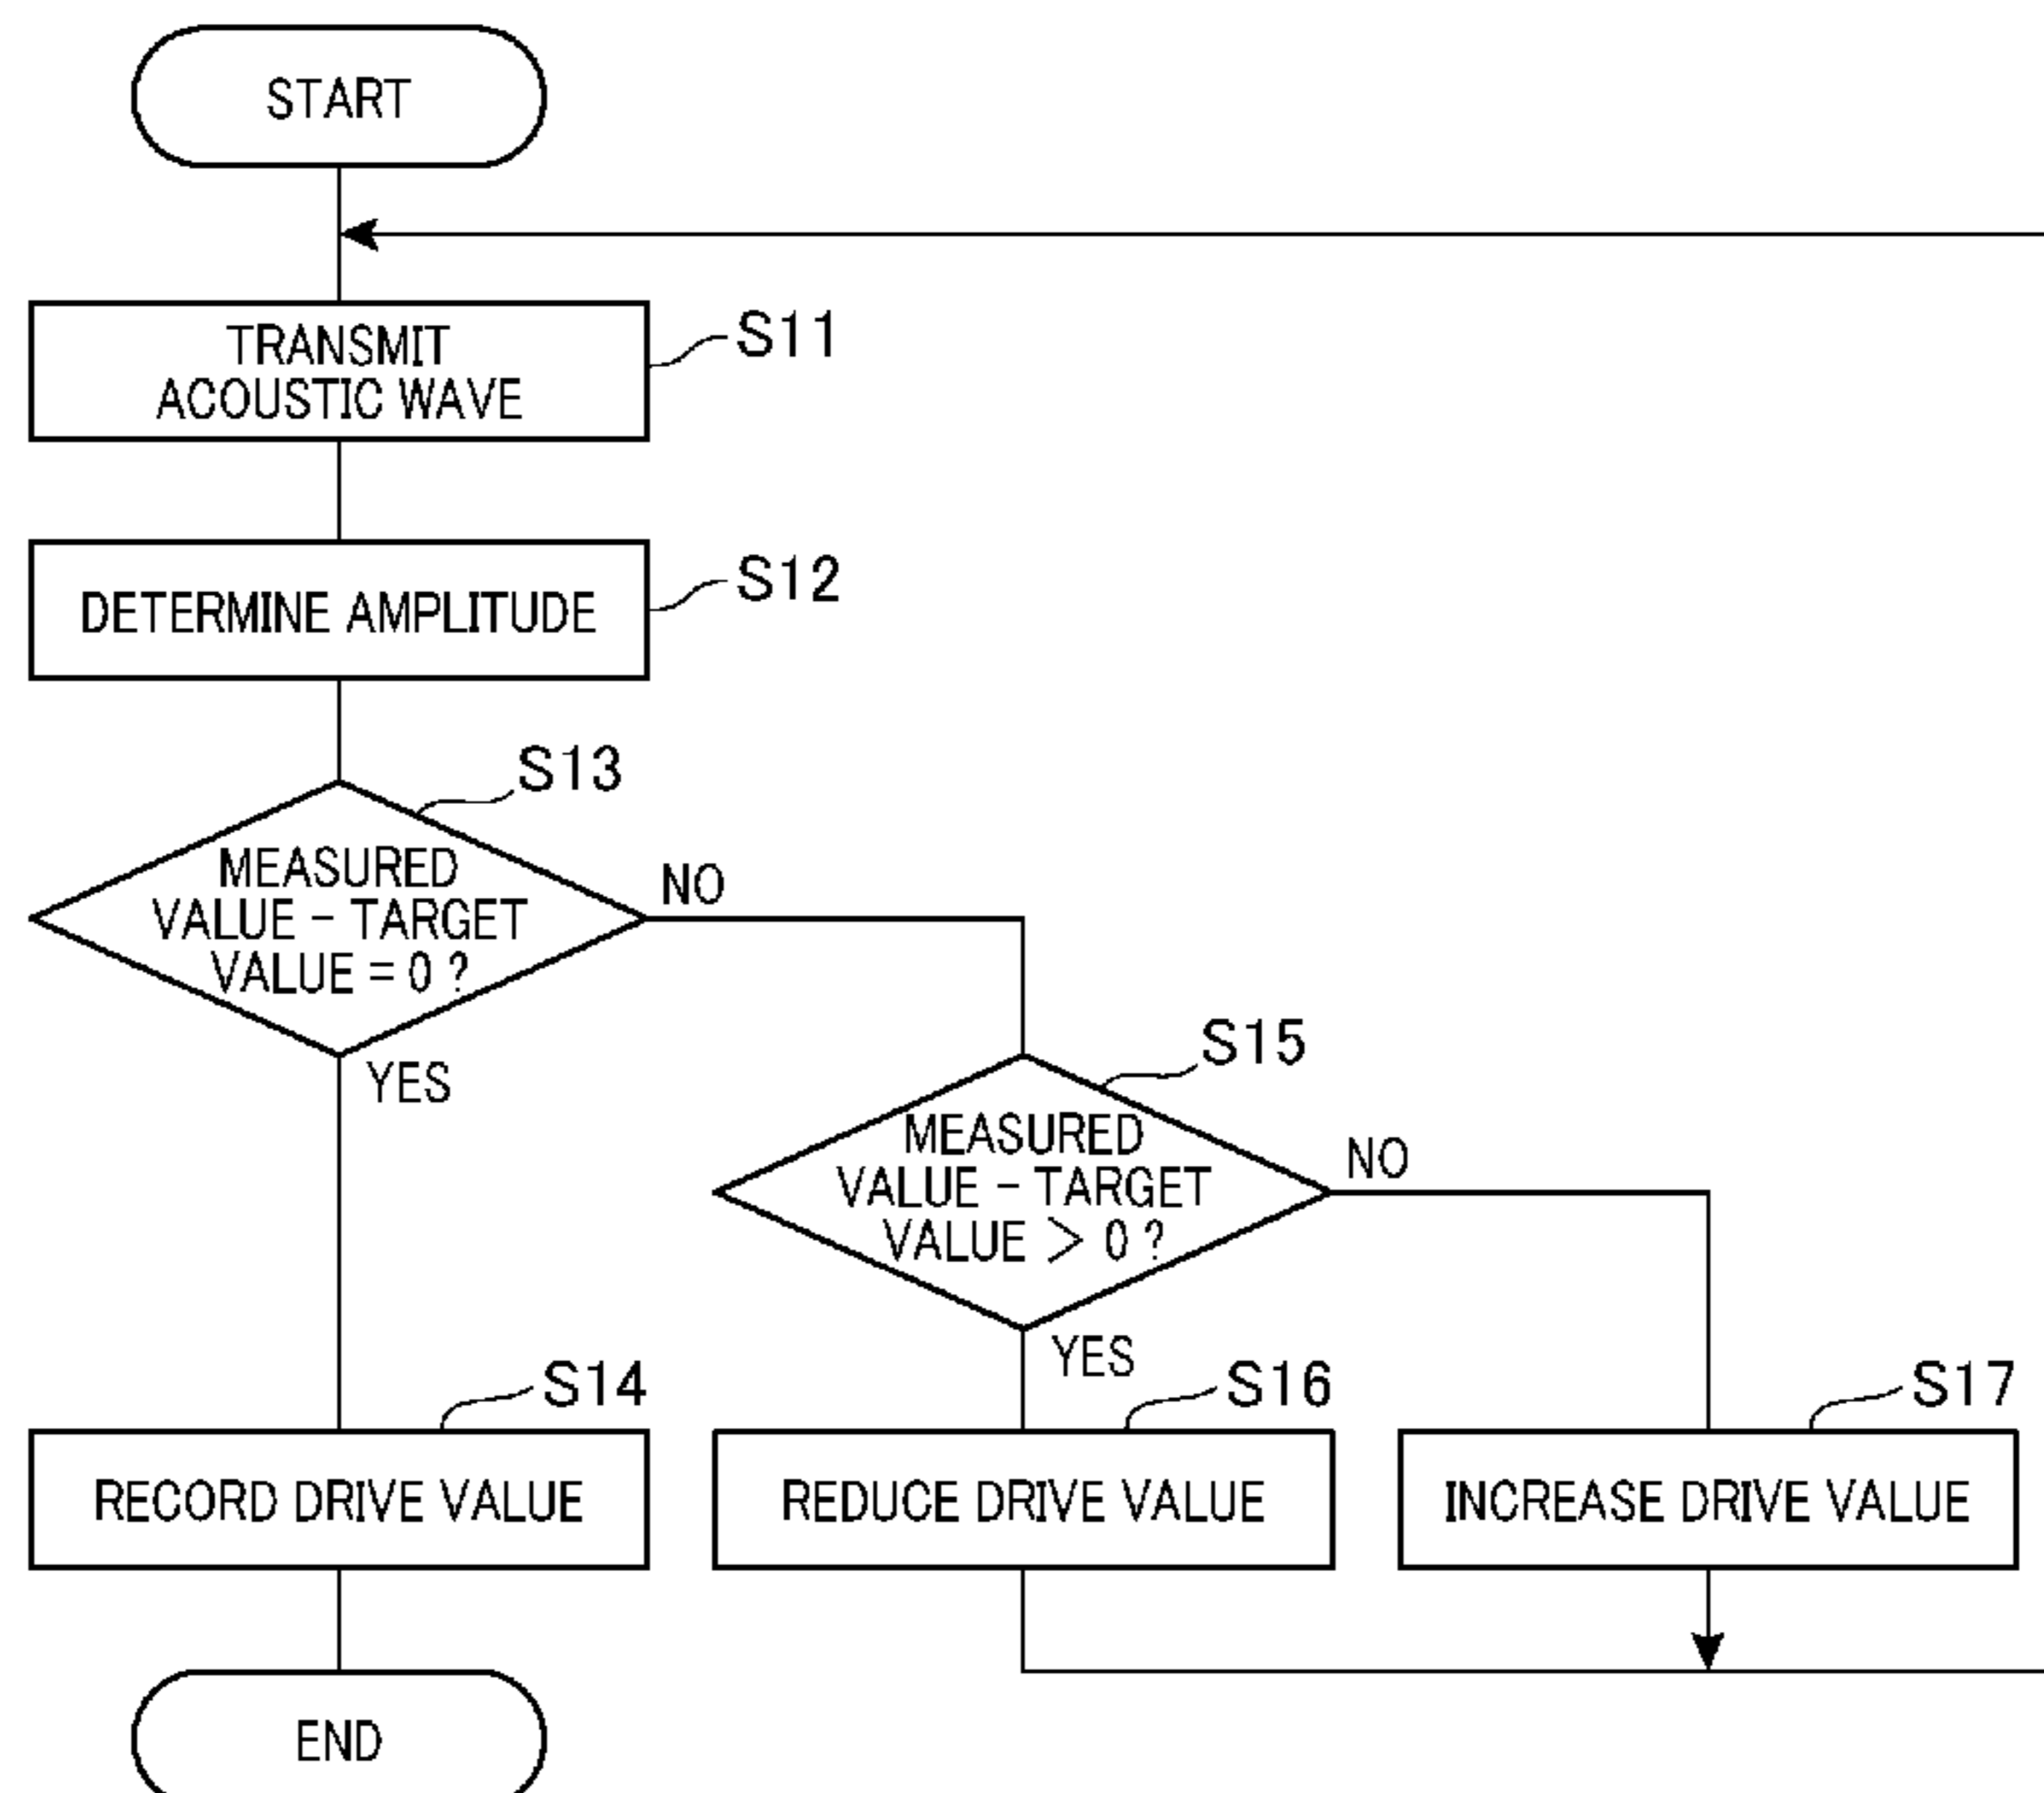 START
TRANSMIT
ACOUSTIC WAVE
S11
DETERMINE AMPLITUDE
S12
S13
MEASURED
VALUE - TARGET
VALUE = 0 ?
NO
YES
S15
MEASURED
VALUE - TARGET
VALUE > 0 ?
NO
YES
S14
RECORD DRIVE VALUE
S16
REDUCE DRIVE VALUE
S17
INCREASE DRIVE VALUE
END